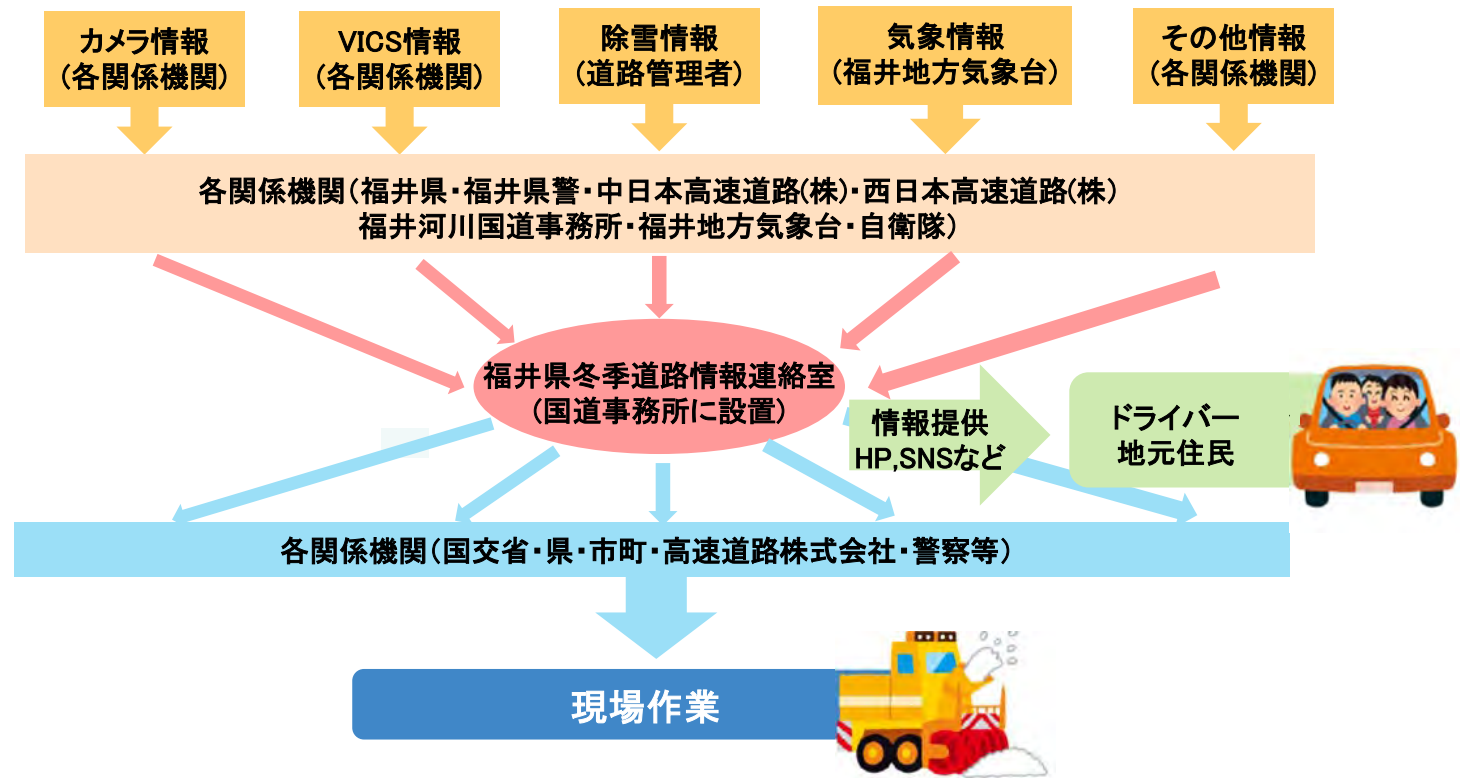 カメラ情報
(各関係機関)
VICS情報
(各関係機関)
除雪情報
(道路管理者)
気象情報
(福井地方気象台)
その他情報
(各関係機関)
各関係機関(福井県・福井県警・中日本高速道路(株)・西日本高速道路(株)
福井河川国道事務所・福井地方気象台・自衛隊)
福井県冬季道路情報連絡室
(国道事務所に設置)
情報提供
HP,SNSなど
ドライバー
地元住民
各関係機関(国交省・県・市町・高速道路株式会社・警察等)
現場作業